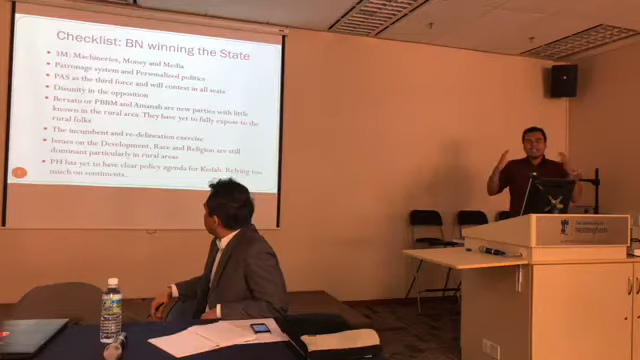 Checklist: BN winning the State
3M: Machineries, Money and Media
Patronage system and Personalized politics
PAS as the third force and will contest in all seats
Disunity in the opposition
Bersatu or PBBM and Amanah are new parties with little
known in the rural area. They have yet to fully expose to the
rural folks
The incumbent and re-delineation exercise
Issues on the Development, Race and Religion are still
dominant particularly in rural areas
PH has yet to have clear policy agenda for Kedah: Relying too
much on sentiments..
Nottingham